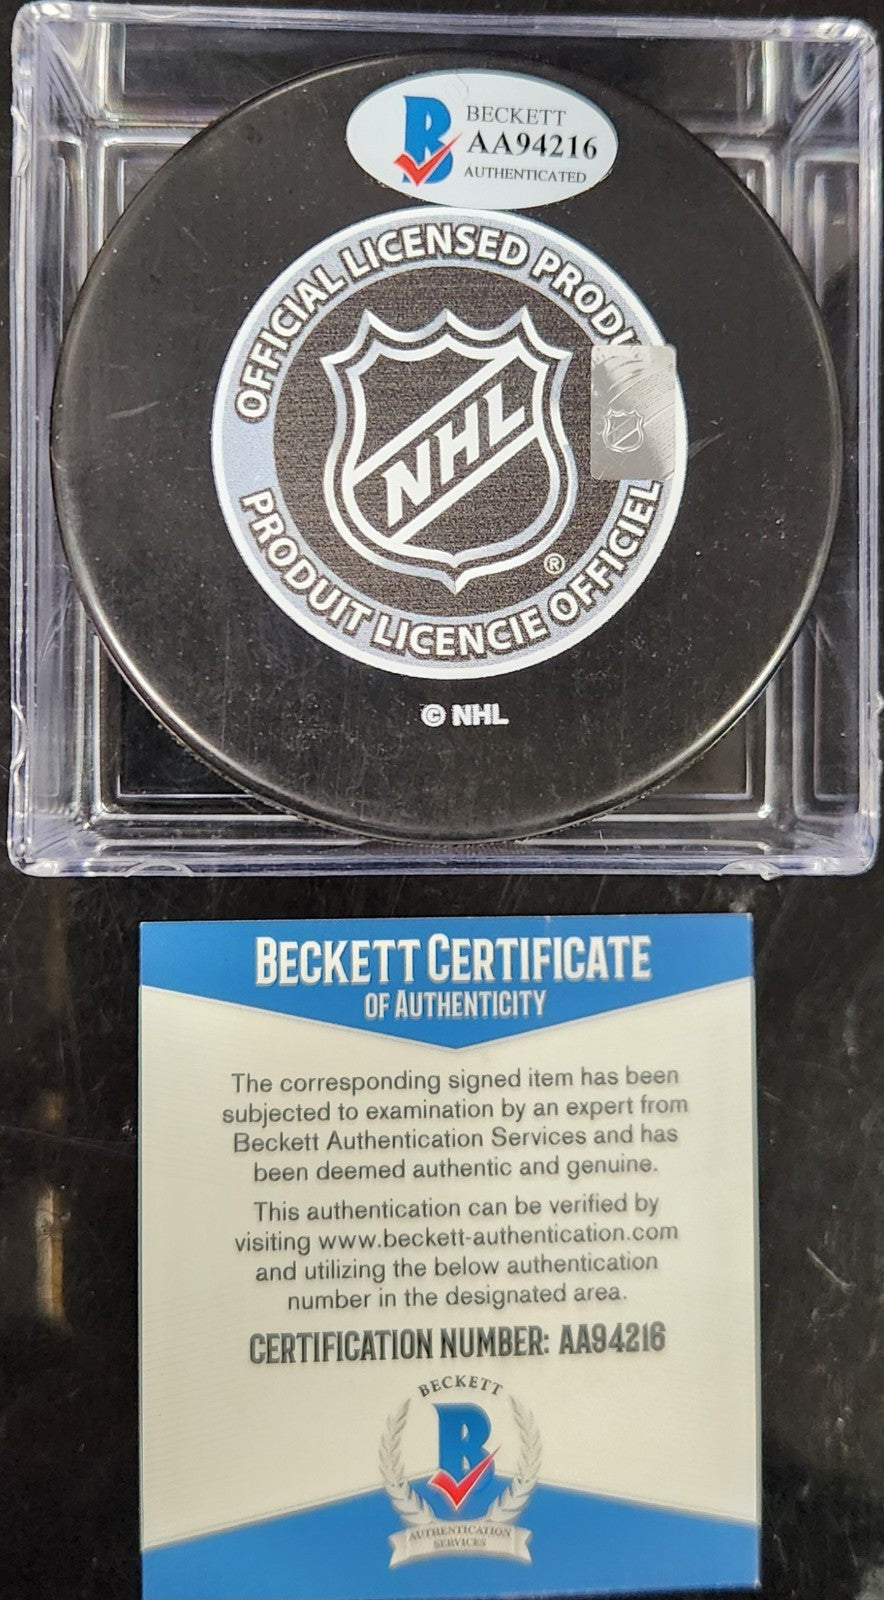 BECKETT
AA94216
AUTHENTICATED
OFFICIAL LICENSED PRODU
NHL
®
PRODUIT LICENCIE OFFICIEL
© NHL
BECKETT CERTIFICATE
OF AUTHENTICITY
The corresponding signed item has been
subjected to examination by an expert from
Beckett Authentication Services and has
been deemed authentic and genuine.
This authentication can be verified by
visiting www.beckett-authentication.com
and utilizing the below authentication
number in the designated area.
CERTIFICATION NUMBER: AA94216
BECKETT
B
AUTHENTICATION
SERVICES